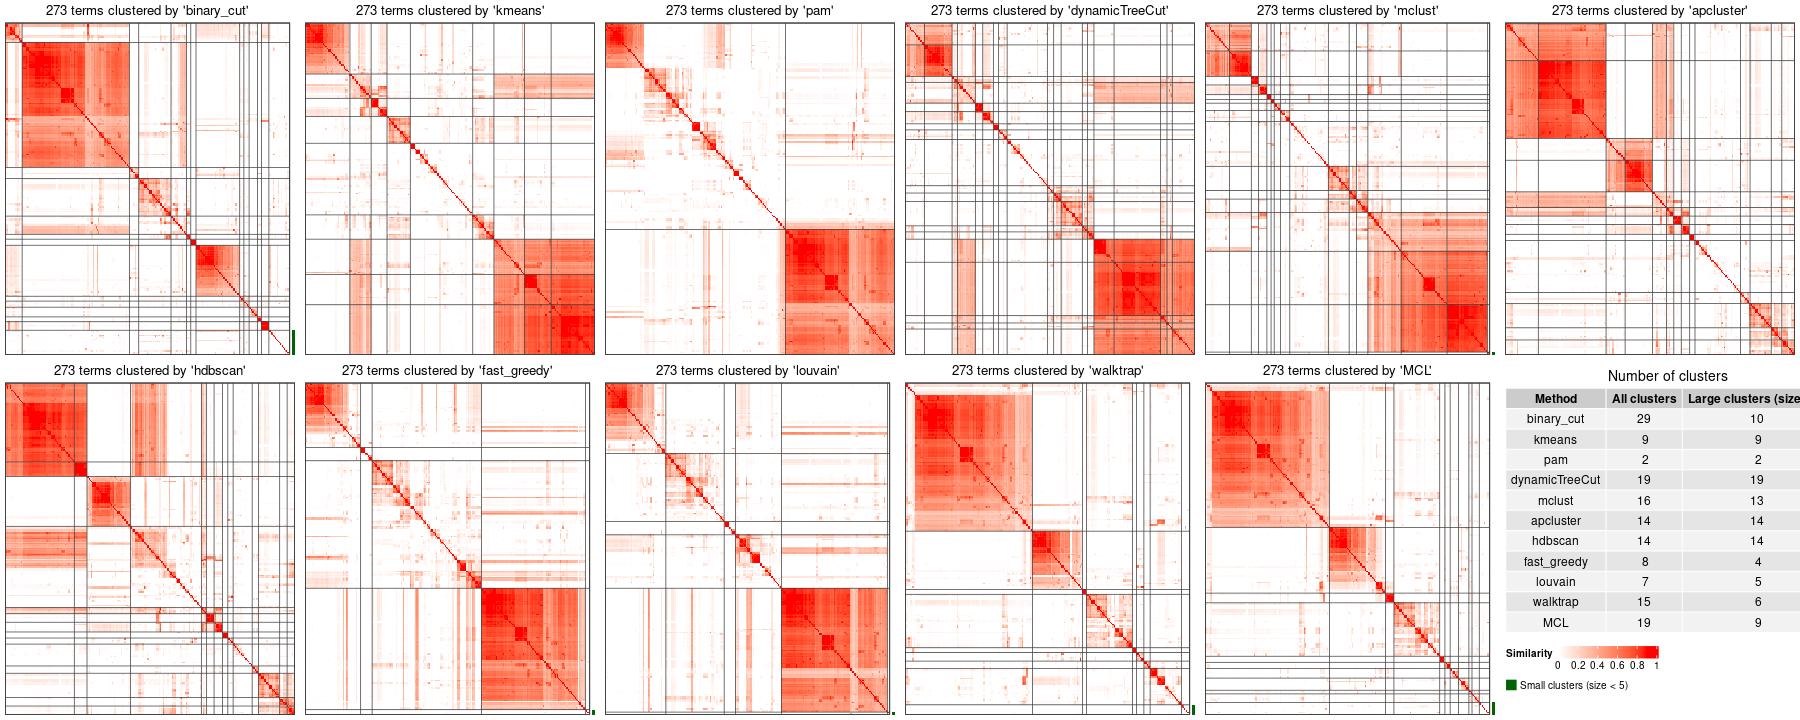 273 terms clustered by 'binary_cut'
273 terms clustered by 'kmeans'
273 terms clustered by 'pam'
273 terms clustered by 'dynamicTreeCut'
273 terms clustered by 'mclust'
273 terms clustered by 'apcluster'
273 terms clustered by 'hdbscan'
273 terms clustered by 'fast_greedy'
273 terms clustered by 'louvain'
273 terms clustered by 'walktrap'
273 terms clustered by 'MCL'
Number of clusters
Method All clusters Large clusters (size
binary_cut 29 10
kmeans 9 9
pam 2 2
dynamicTreeCut 19 19
mclust 16 13
apcluster 14 14
hdbscan 14 14
fast_greedy 8 4
louvain 7 5
walktrap 15 6
MCL 19 9
Similarity
0 0.2 0.4 0.6 0.8 1
Small clusters (size < 5)